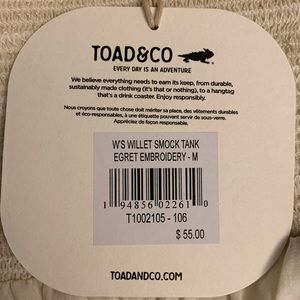 TOAD&CO
EVERY DAY IS AN ADVENTURE
We believe everything needs to earn its keep, from durable,
sustainably made clothing (it's that or nothing), to a hangtag
that's a drink coaster. Enjoy responsibly.
Nous croyons que toute chose doit mériter sa place, des vêtements durables
et éco-responsables, à une étiquette pouvant servir de sous-verre.
Appréciez de façon responsable.
W'S WILLET SMOCK TANK
EGRET EMBROIDERY - M
1 94856 02261 0
T1002105 - 106
$ 55.00
TOADANDCO.COM